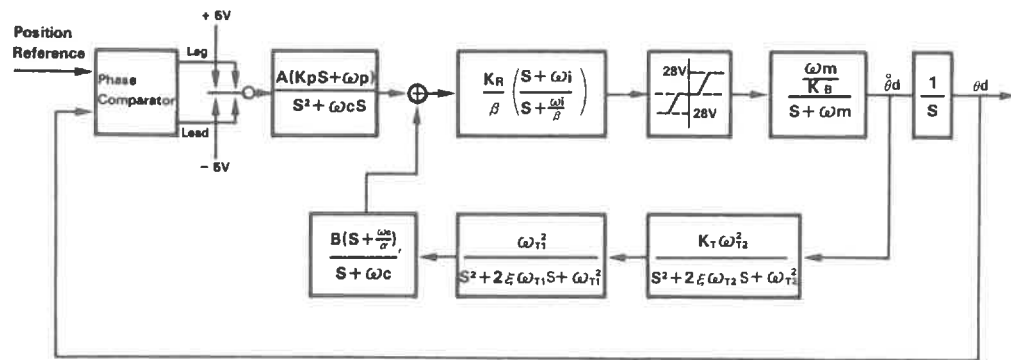 + 5V
Position
Reference
Lag
Phase
Comparator
Lead
− 5V
A(KpS+ωp)
S²+ωcS
K_R
β
(S+ωi)
(S+ωi/β)
28V
28V
ωm
K_B
S+ωm
θ̊d
1
S
θd
B(S+ωc/α),
S+ωc
ω_T1²
S²+2ξω_T1S+ω_T1²
K_Tω_T2²
S²+2ξω_T2S+ω_T2²